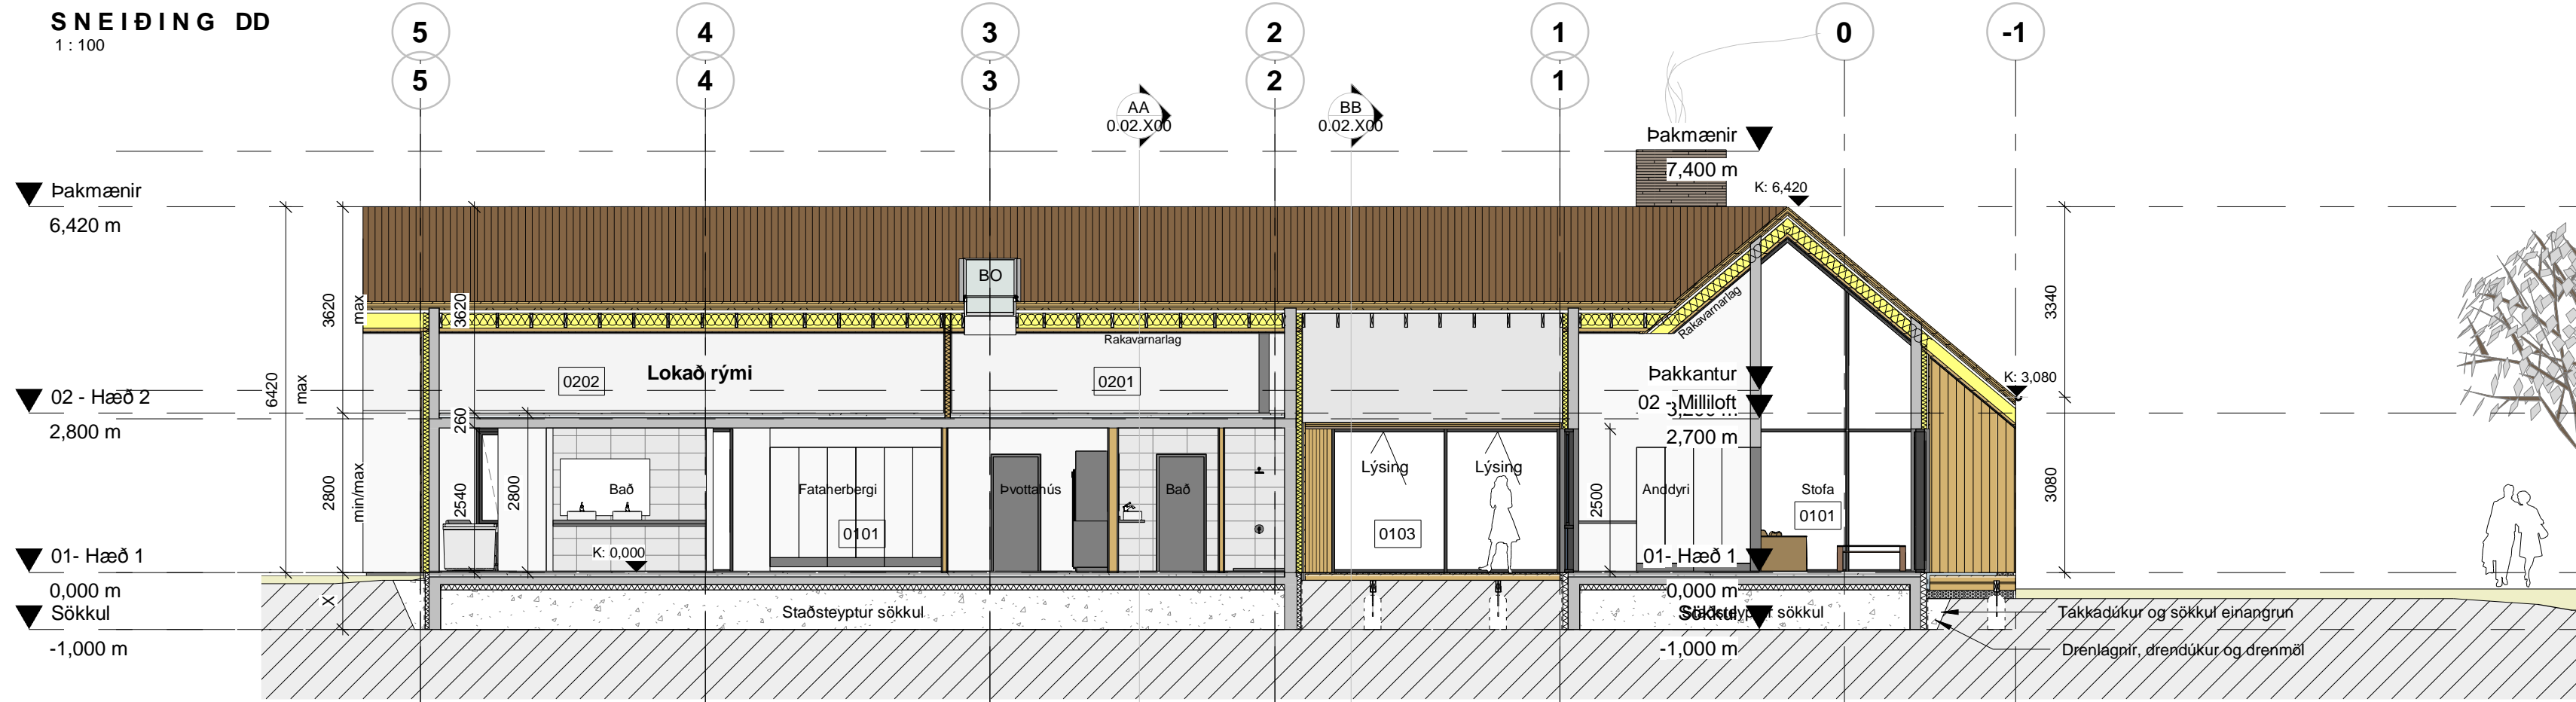 SNEIÐING DD
1 : 100
5
4
3
2
1
0
-1
5
4
3
2
1
AA
0.02.X00
BB
0.02.X00
Þakmænir
7,400 m
K: 6,420
Þakmænir
6,420 m
BO
3620
max
3620
3340
Rakavarnarlag
Rakavarnarlag
Lokað rými
0202
0201
Þakkantur
K: 3,080
6420
max
02 - Hæð 2
2,800 m
260
02 - Milliloft
2,700 m
2800
min/max
2540
2800
Bað
Fataherbergi
Þvottahús
Bað
Lýsing
Lýsing
2500
Anddyri
Stofa
0101
0103
0101
3080
K: 0,000
01- Hæð 1
0,000 m
01- Hæð 1
0,000 m
X
Sökkul
-1,000 m
Staðsteyptur sökkul
Staðsteyptur sökkul
Sökkul
-1,000 m
Takkadúkur og sökkul einangrun
Drenlagnir, drendúkur og drenmöl